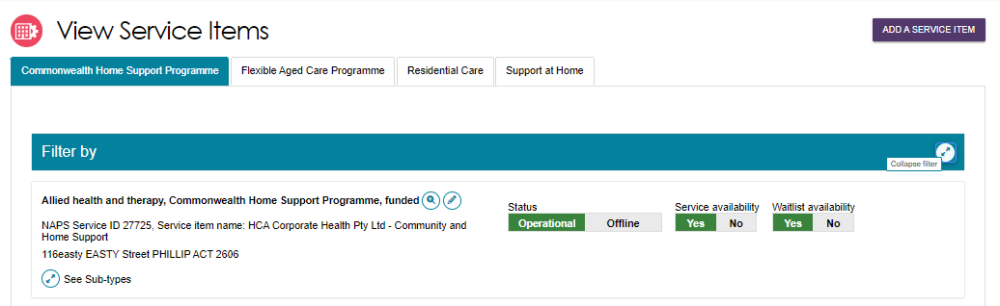 View Service Items
ADD A SERVICE ITEM
Commonwealth Home Support Programme
Flexible Aged Care Programme
Residential Care
Support at Home
Filter by
Collapse filter
Allied health and therapy, Commonwealth Home Support Programme, funded
NAPS Service ID 27725, Service item name: HCA Corporate Health Pty Ltd - Community and
Home Support
116easty EASTY Street PHILLIP ACT 2606
See Sub-types
Status
Operational Offline
Service availability
Yes No
Waitlist availability
Yes No